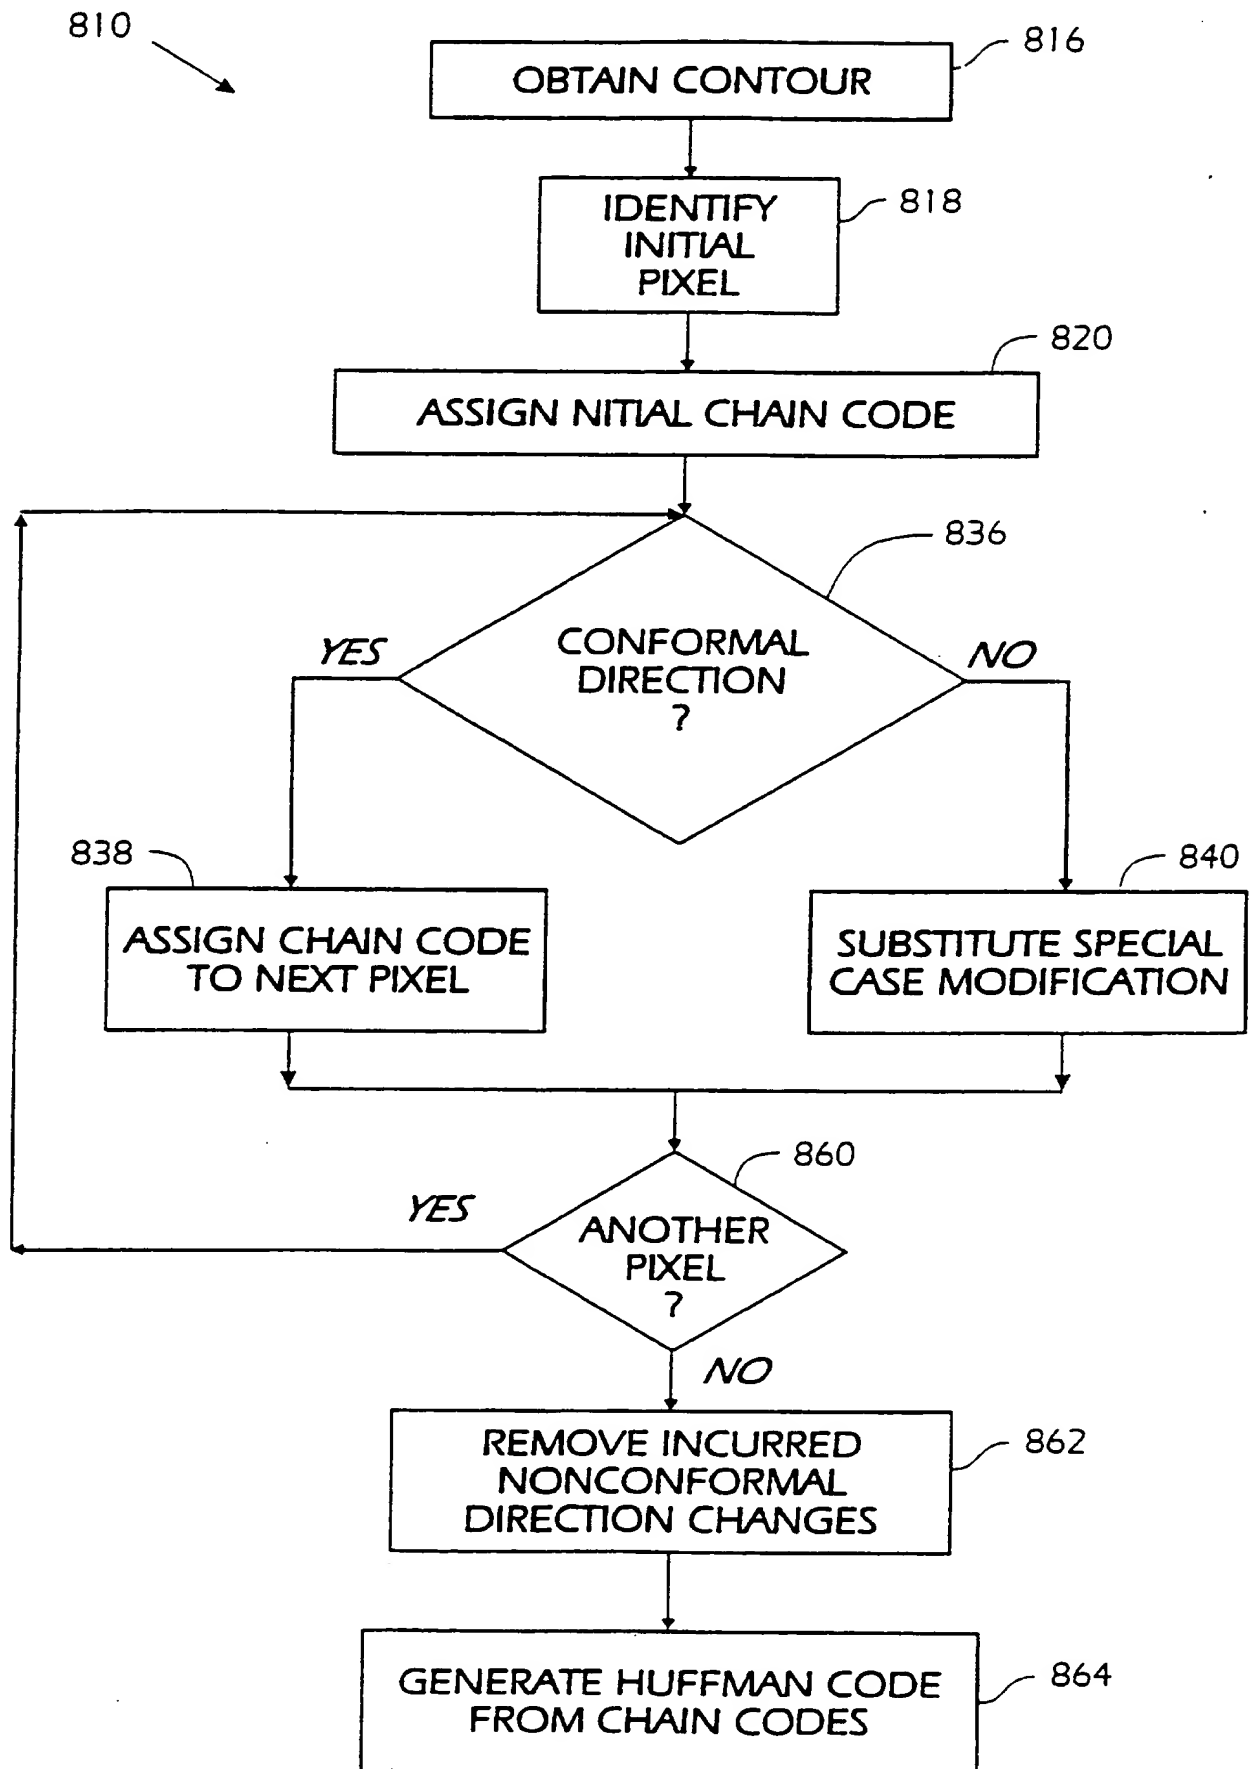 810
OBTAIN CONTOUR
816
IDENTIFY
INITIAL
PIXEL
818
820
ASSIGN NITIAL CHAIN CODE
836
CONFORMAL
DIRECTION
?
YES
NO
838
ASSIGN CHAIN CODE
TO NEXT PIXEL
840
SUBSTITUTE SPECIAL
CASE MODIFICATION
860
ANOTHER
PIXEL
?
YES
NO
REMOVE INCURRED
NONCONFORMAL
DIRECTION CHANGES
862
GENERATE HUFFMAN CODE
FROM CHAIN CODES
864